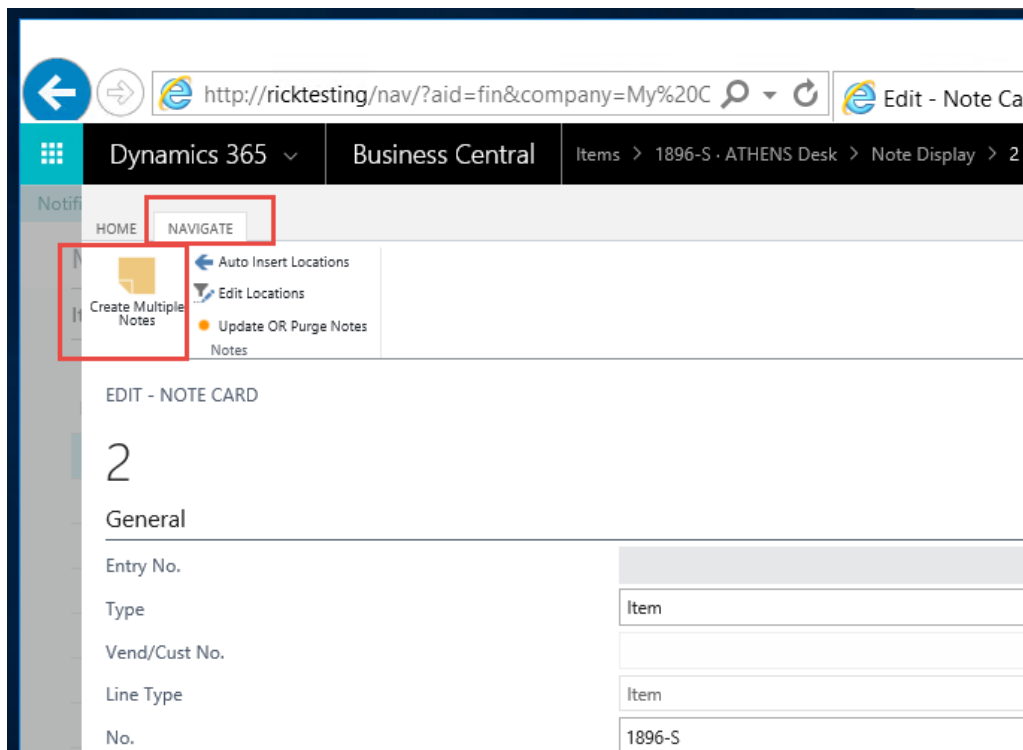 http://ricktesting/nav/?aid=fin&company=My%20C
Edit - Note Ca
Dynamics 365
Business Central
Items > 1896-S · ATHENS Desk > Note Display > 2
Notifi
HOME
NAVIGATE
Create Multiple
Notes
Auto Insert Locations
Edit Locations
Update OR Purge Notes
Notes
EDIT - NOTE CARD
2
General
Entry No.
Type
Item
Vend/Cust No.
Line Type
Item
No.
1896-S